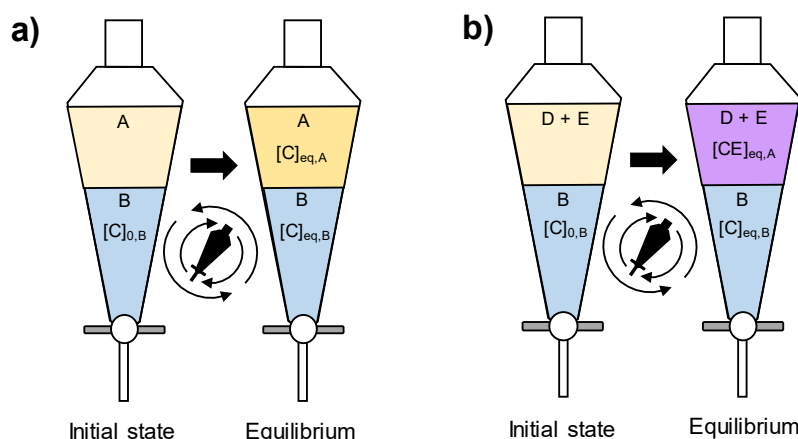 a)
A
B
[C]0,B
A
[C]eq,A
B
[C]eq,B
Initial state
Equilibrium
b)
D + E
B
[C]0,B
D + E
[CE]eq,A
B
[C]eq,B
Initial state
Equilibrium